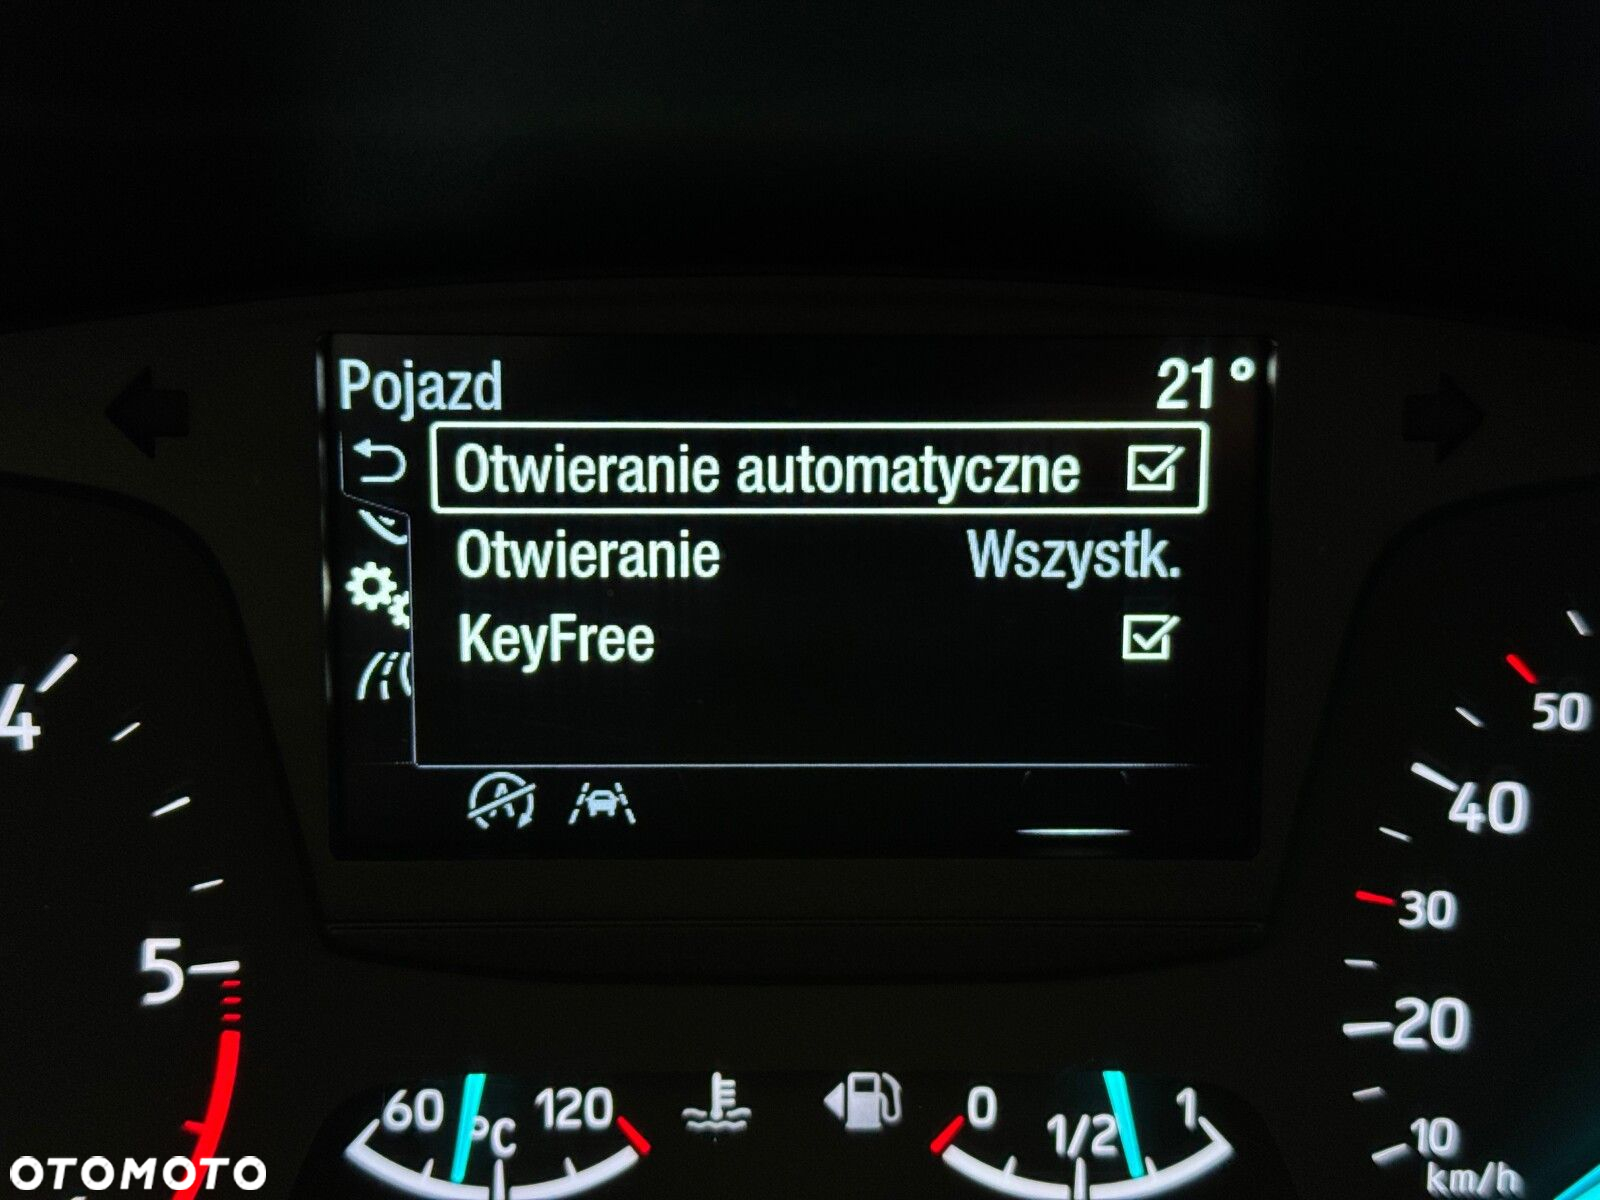 Pojazd 21°
Otwieranie automatyczne
Otwieranie Wszystk.
KeyFree
4
5
50
40
30
20
10
km/h
60 °C 120
0 1/2 1
OTOMOTO